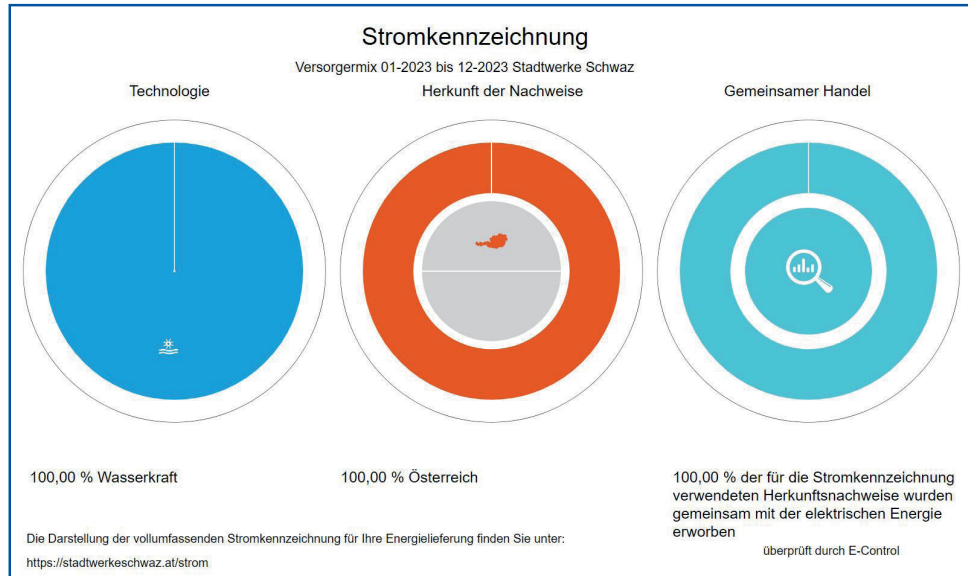 Stromkennzeichnung
Versorgermix 01-2023 bis 12-2023 Stadtwerke Schwaz
Technologie
Herkunft der Nachweise
Gemeinsamer Handel
100,00 % Wasserkraft
100,00 % Österreich
100,00 % der für die Stromkennzeichnung
verwendeten Herkunftsnachweise wurden
gemeinsam mit der elektrischen Energie
erworben
überprüft durch E-Control
Die Darstellung der vollumfassenden Stromkennzeichnung für Ihre Energielieferung finden Sie unter:
https://stadtwerkeschwaz.at/strom